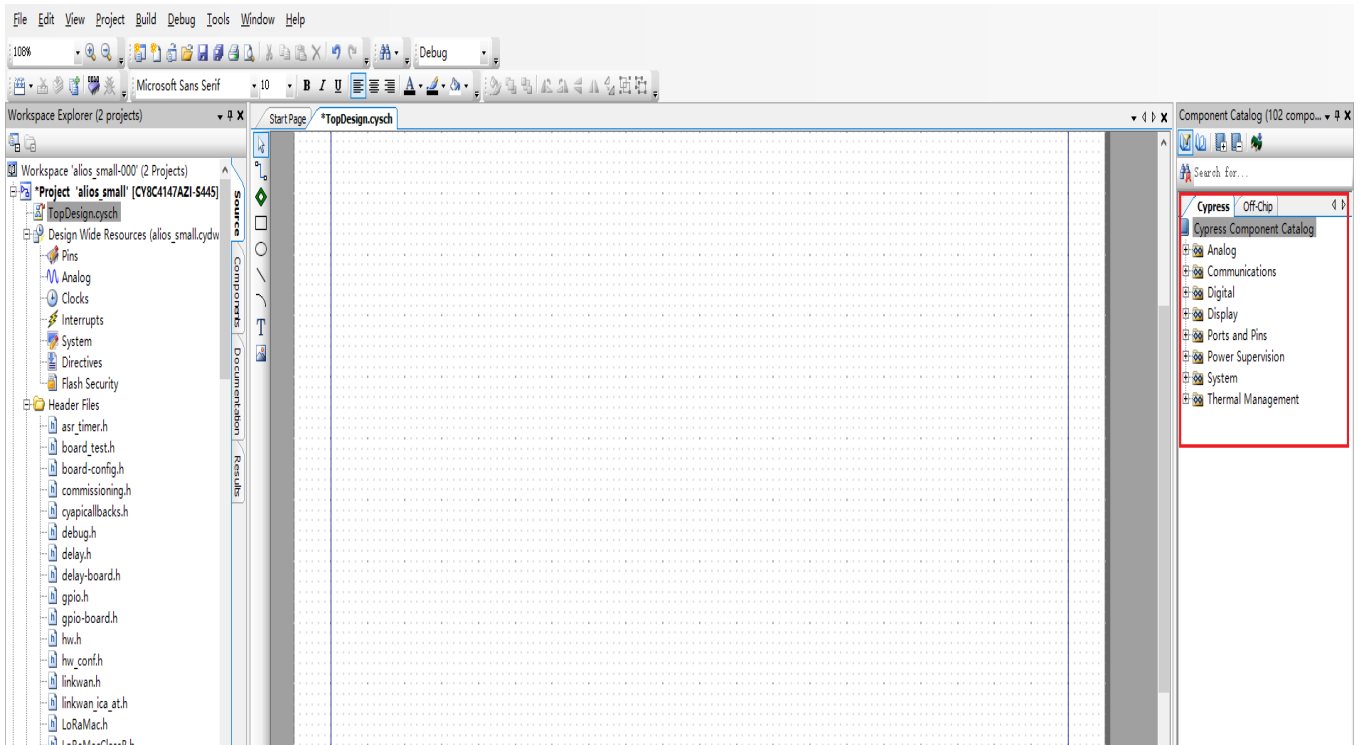 File Edit View Project Build Debug Tools Window Help
108% Debug
Microsoft Sans Serif 10 B I U A
Workspace Explorer (2 projects)
Start Page *TopDesign.cysch
Component Catalog (102 compo...
Workspace 'alios_small-000' (2 Projects)
*Project 'alios_small' [CY8C4147AZI-S445]
TopDesign.cysch
Design Wide Resources (alios_small.cydw
Pins
Analog
Clocks
Interrupts
System
Directives
Flash Security
Header Files
asr_timer.h
board_test.h
board-config.h
commissioning.h
cyapicallbacks.h
debug.h
delay.h
delay-board.h
gpio.h
gpio-board.h
hw.h
hw_conf.h
linkwan.h
linkwan_ica_at.h
LoRaMac.h
LoRaMacClassB.h
Source
Components
Documentation
Results
T
Search for...
Cypress Off-Chip
Cypress Component Catalog
Analog
Communications
Digital
Display
Ports and Pins
Power Supervision
System
Thermal Management